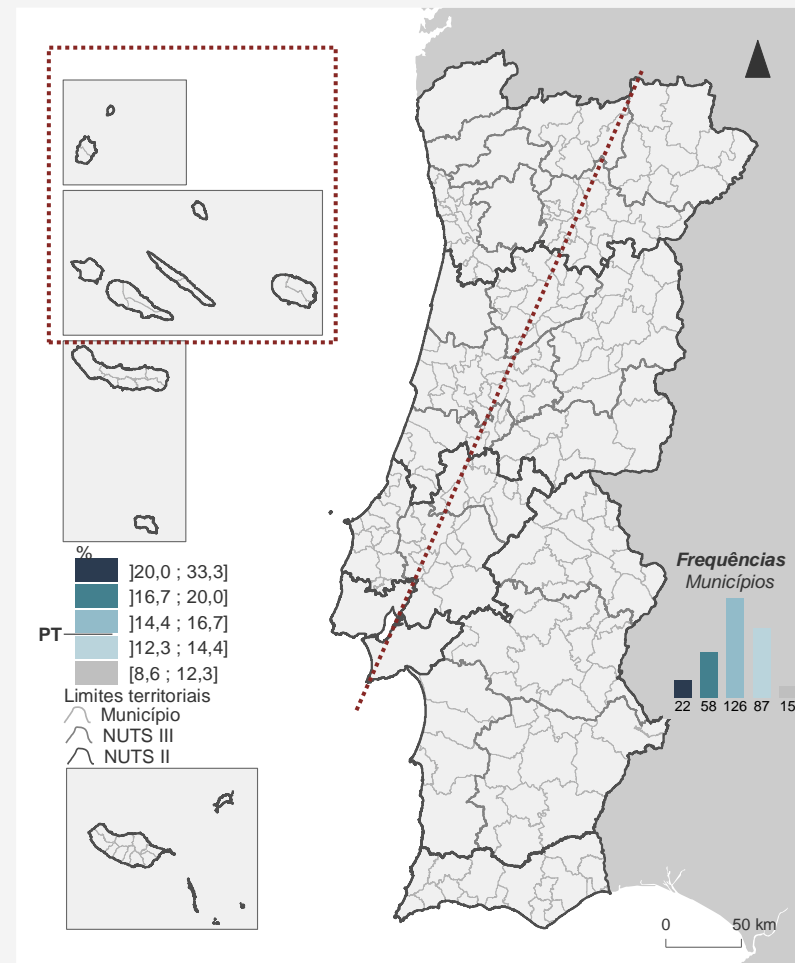 %
]20,0 ; 33,3]
]16,7 ; 20,0]
]14,4 ; 16,7]
PT
]12,3 ; 14,4]
[8,6 ; 12,3]
Limites territoriais
Município
NUTS III
NUTS II
Frequências
Municípios
22 58 126 87 15
0 50 km